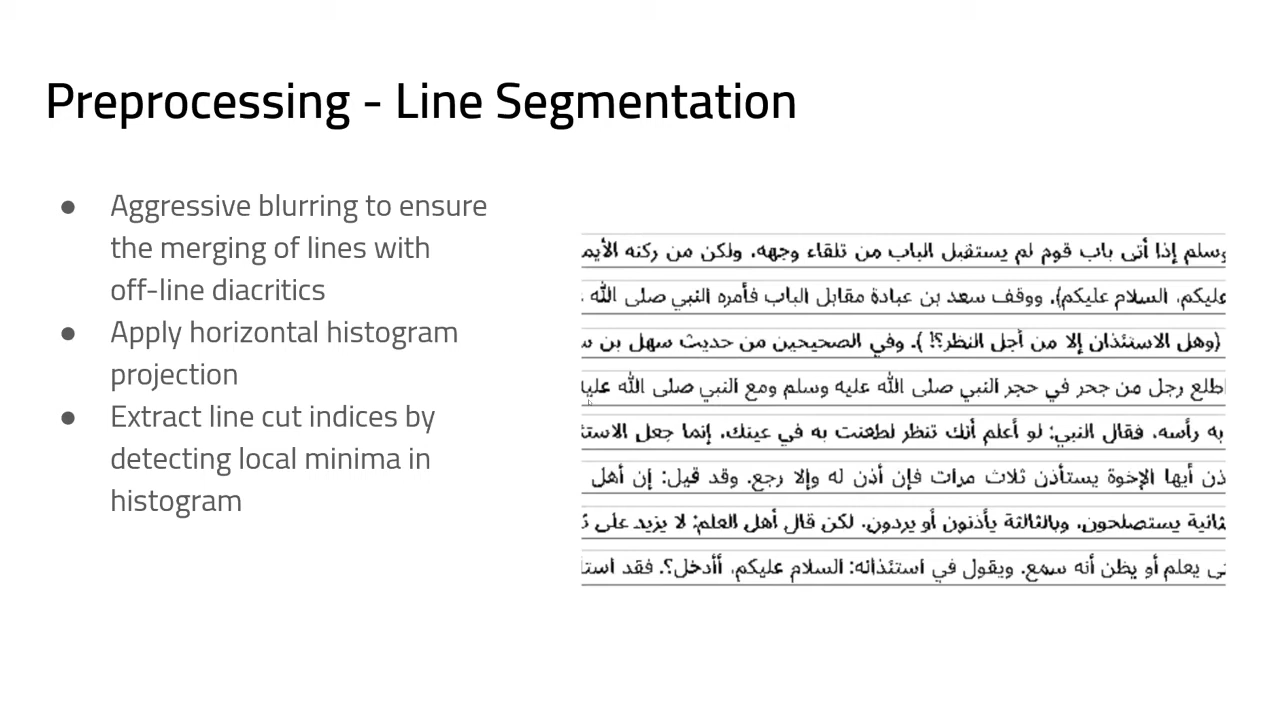 Preprocessing - Line Segmentation
● Aggressive blurring to ensure
the merging of lines with
off-line diacritics
● Apply horizontal histogram
projection
● Extract line cut indices by
detecting local minima in
histogram
وسلم إذا أتى باب قوم لم يستقبل الباب من تلقاء وجهه، ولكن من ركنه
عليكم، السلام عليكم). ووقف سعد بن عبادة مقابل الباب فأمره النبي صلى الله
(وهل الاستئذان إلا من أجل النظر؟! ). وفي الصحيحين من حديث سهل بن
اطلع رجل من جحر في حجر النبي صلى الله عليه وسلم ومع النبي صلى الله
به رأسه، فقال النبي: لو أعلم أنك تنظر لطعنت به في عينك، إنما جعل
أيها الإخوة يستأذن ثلاث مرات فإن أذن له وإلا رجع. وقد قيل: إن أهل
يستصلحون، وبالثالثة يأذنون أو يردون. لكن قال أهل العلم: لا يزيد على
يعلم أو يظن أنه سمع. ويقول في استئذانه: السلام عليكم، أأدخل؟. فقد